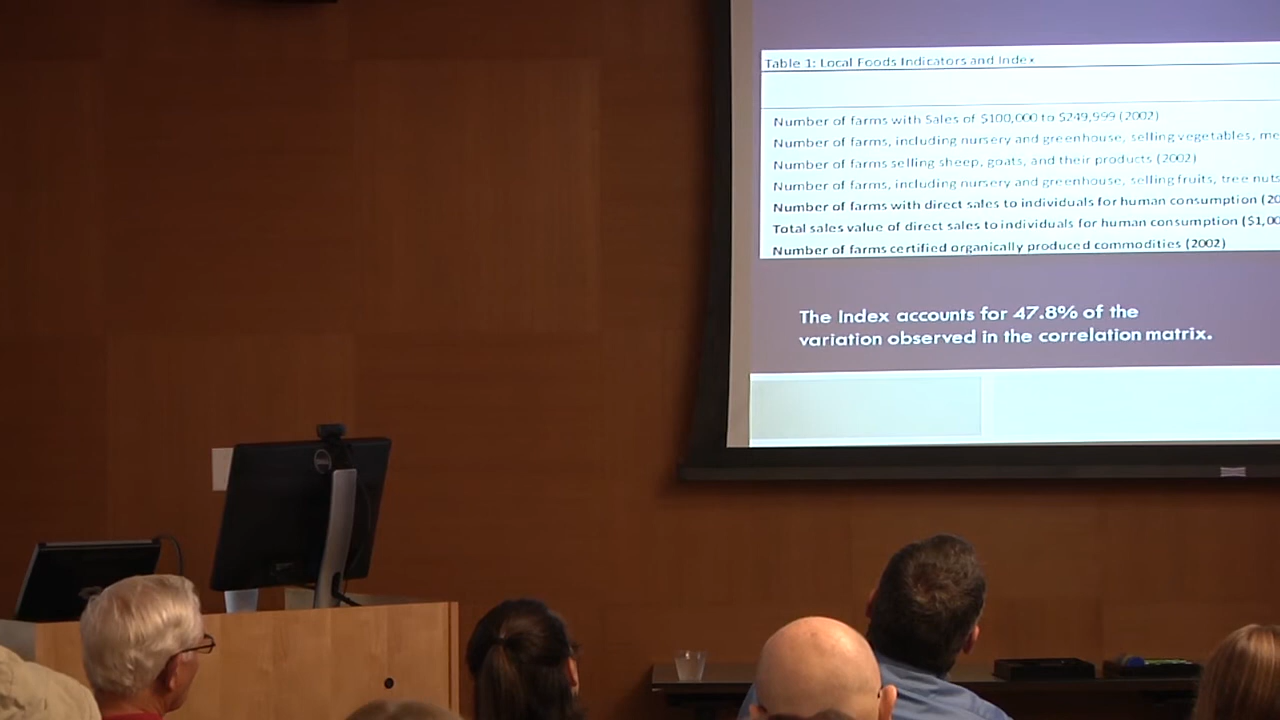 Table 1: Local Foods Indicators and Index
Number of farms with Sales of $100,000 to $249,999 (2002)
Number of farms, including nursery and greenhouse, selling vegetables, me
Number of farms selling sheep, goats, and their products (2002)
Number of farms, including nursery and greenhouse, selling fruits, tree nuts
Number of farms with direct sales to individuals for human consumption (20
Total sales value of direct sales to individuals for human consumption ($1,00
Number of farms certified organically produced commodities (2002)
The Index accounts for 47.8% of the
variation observed in the correlation matrix.